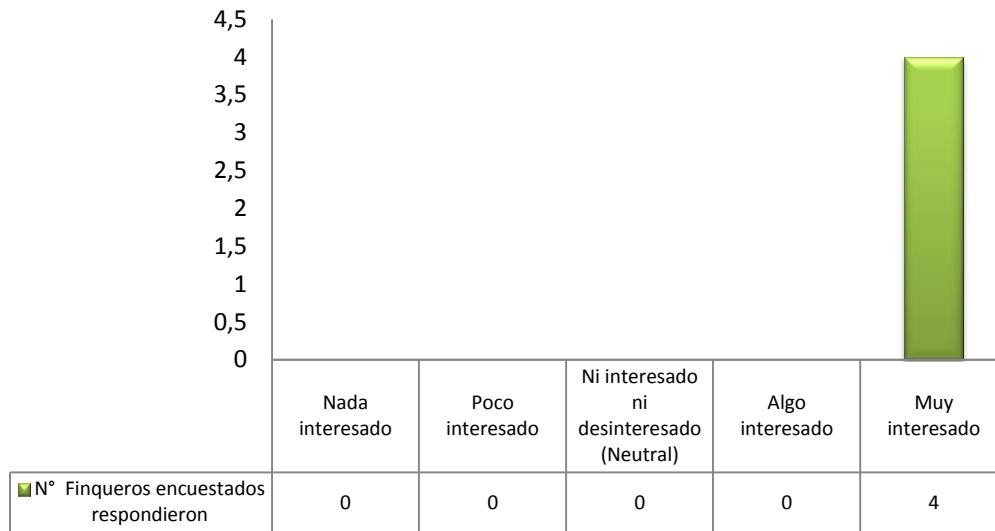 4,5
4
3,5
3
2,5
2
1,5
1
0,5
0
Nada
interesado
Poco
interesado
Ni interesado
ni
desinteresado
(Neutral)
Algo
interesado
Muy
interesado
N° Finqueros encuestados
respondieron
0
0
0
0
4